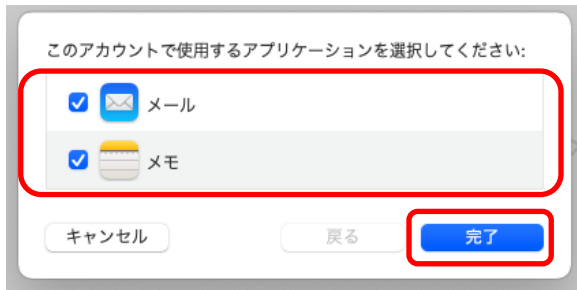 このアカウントで使用するアプリケーションを選択してください:
メール
メモ
キャンセル 戻る 完了